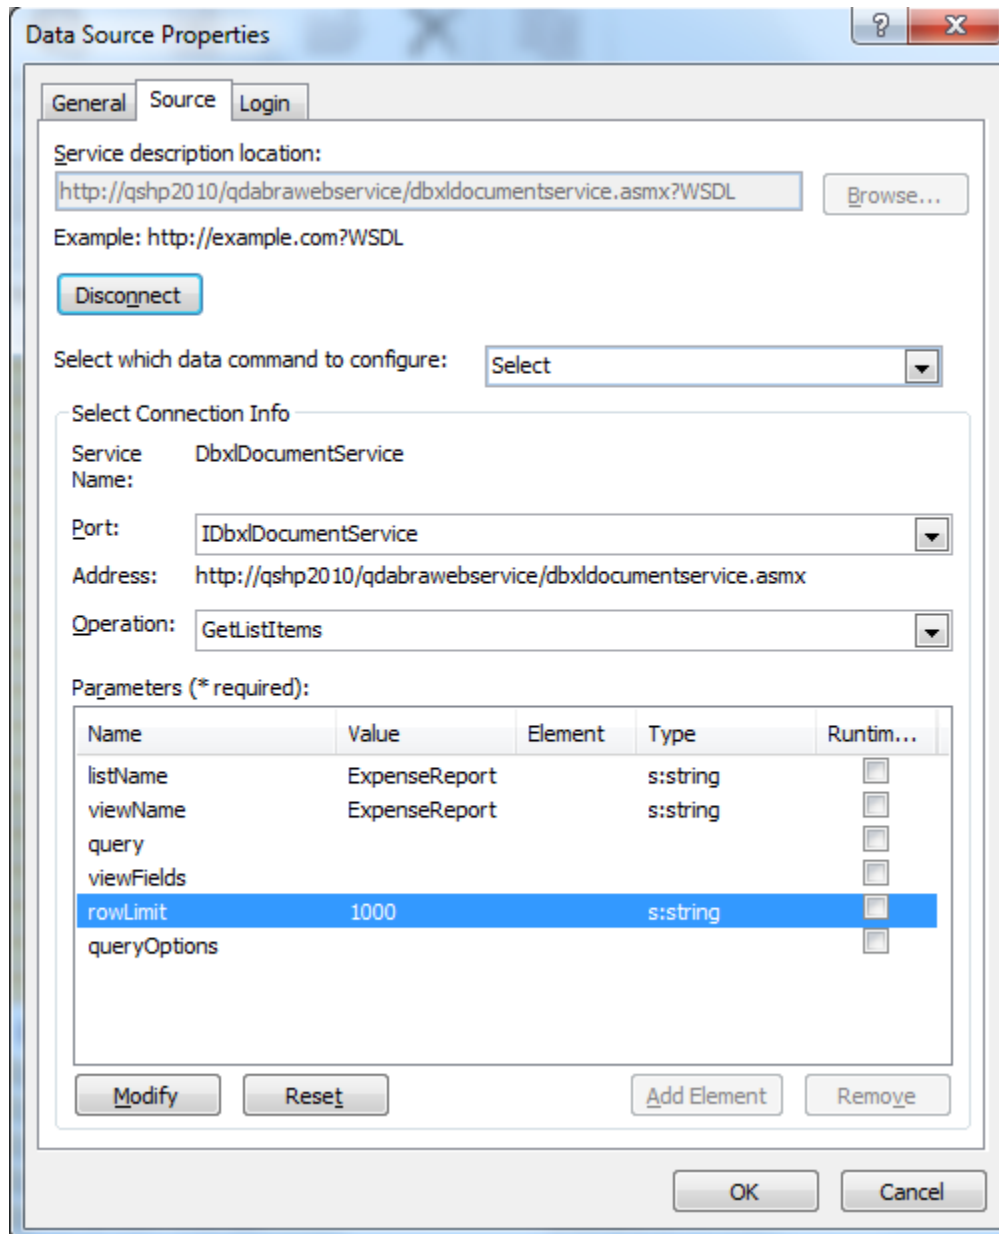 Data Source Properties
General Source Login
Service description location:
http://qshp2010/qdabrawebservice/dbxldocumentservice.asmx?WSDL Browse...
Example: http://example.com?WSDL
Disconnect
Select which data command to configure: Select
Select Connection Info
Service Name: DbxlDocumentService
Port: IDbxlDocumentService
Address: http://qshp2010/qdabrawebservice/dbxldocumentservice.asmx
Operation: GetListItems
Parameters (* required):
Name Value Element Type Runtim...
listName ExpenseReport s:string
viewName ExpenseReport s:string
query
viewFields
rowLimit 1000 s:string
queryOptions
Modify Reset Add Element Remove
OK Cancel